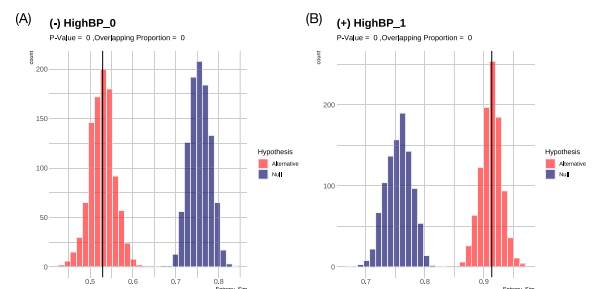 (A)
(-) HighBP_0
P-Value = 0 ,Overlapping Proportion = 0
count
200
150
100
50
0
0.5
0.6
0.7
0.8
Hypothesis
Alternative
Null
(B)
(+) HighBP_1
P-Value = 0 ,Overlapping Proportion = 0
count
200
100
0
0.7
0.8
0.9
Hypothesis
Alternative
Null